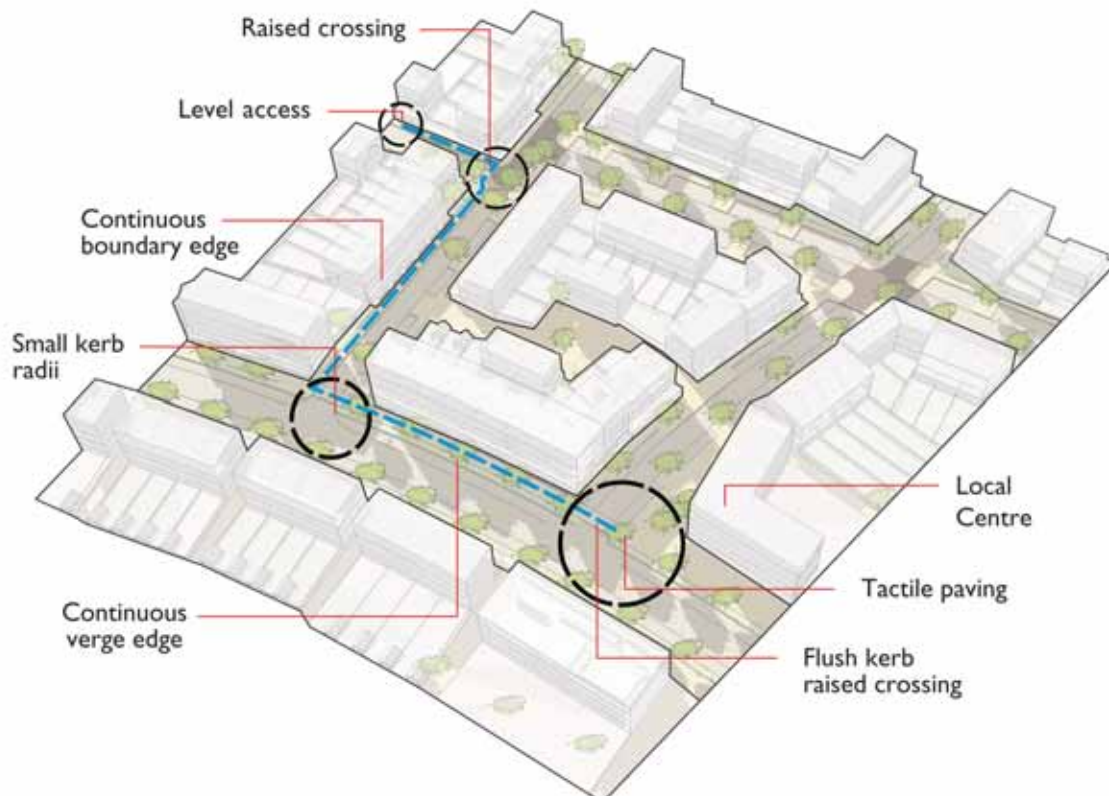 Raised crossing
Level access
Continuous
boundary edge
Small kerb
radii
Local
Centre
Tactile paving
Continuous
verge edge
Flush kerb
raised crossing